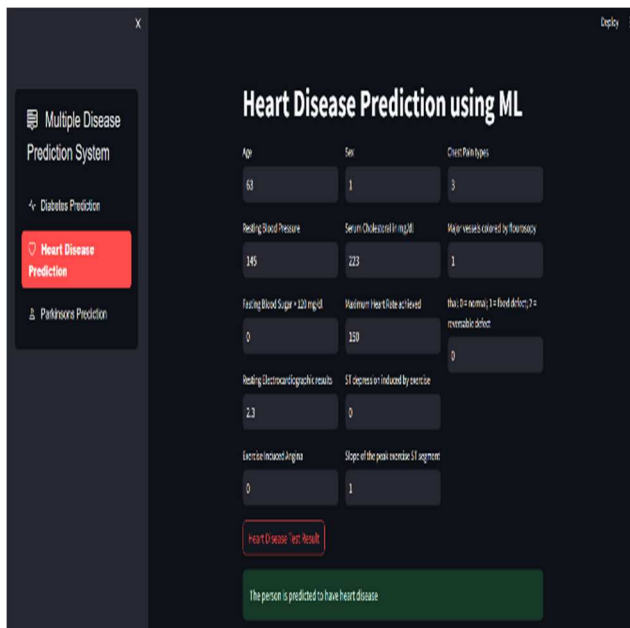 X
Deploy
Multiple Disease
Prediction System
Diabetes Prediction
Heart Disease
Prediction
Parkinsons Prediction
Heart Disease Prediction using ML
Age
Sex
Chest Pain types
63
1
3
Resting Blood Pressure
Serum Cholestoral in mg/dl
Major vessels colored by flourosopy
145
223
1
Fasting Blood Sugar > 120 mg/dl
Maximum Heart Rate achieved
thal: 0 = normal; 1 = fixed defect; 2 =
reversable defect
0
150
0
Resting Electrocardiographic results
ST depression induced by exercise
2.3
0
Exercise Induced Angina
Slope of the peak exercise ST segment
0
1
Heart Disease Test Result
The person is predicted to have heart disease